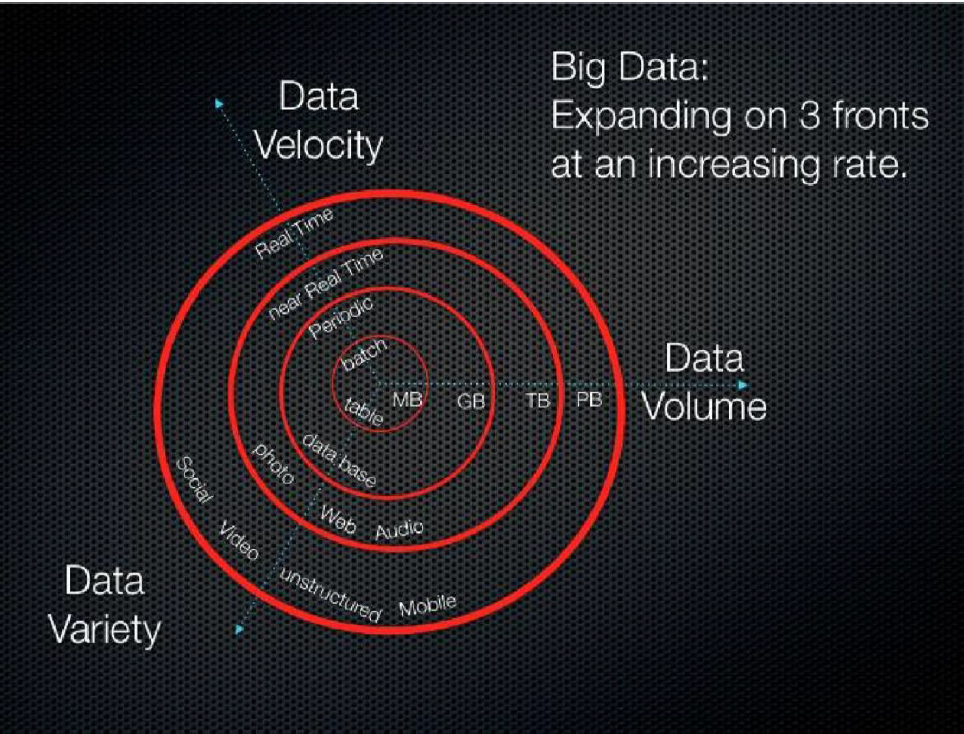 Big Data:
Expanding on 3 fronts
at an increasing rate.
Data
Velocity
Real Time
near Real Time
Periodic
batch
Data
Volume
MB GB TB PB
table
data base
photo Web Audio
Social Video unstructured Mobile
Data
Variety